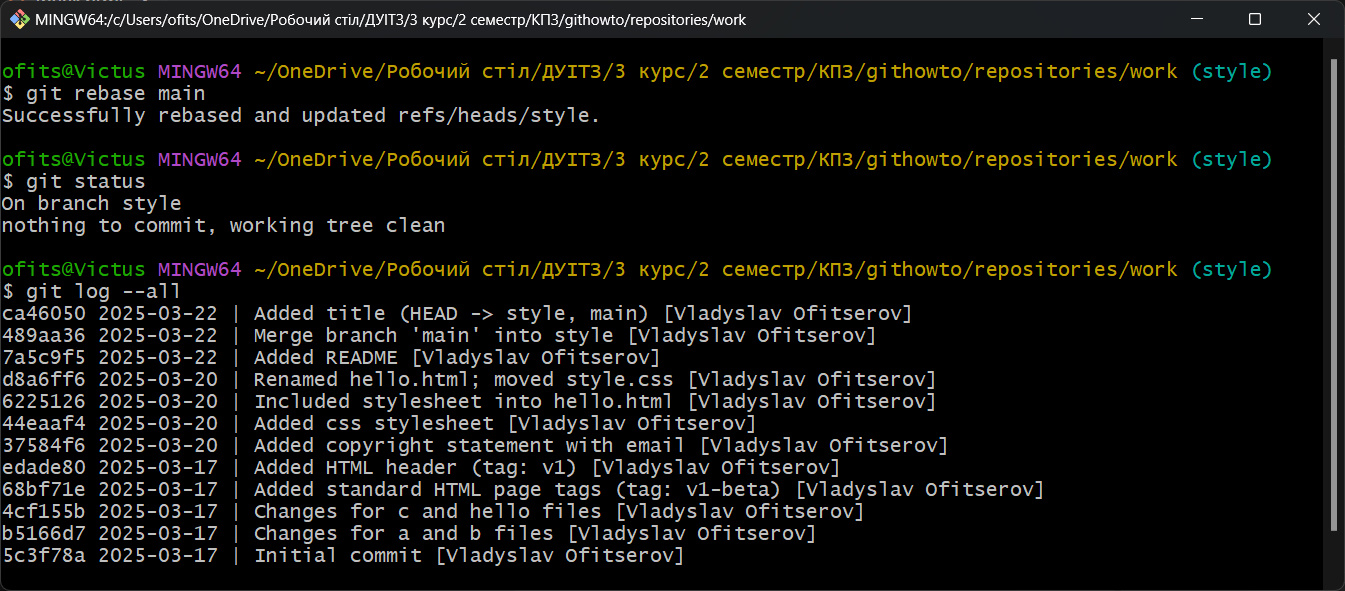 MINGW64:/c/Users/ofits/OneDrive/Робочий стіл/ДУІТЗ/3 курс/2 семестр/КПЗ/githowto/repositories/work
ofits@Victus MINGW64 ~/OneDrive/Робочий стіл/ДУІТЗ/3 курс/2 семестр/КПЗ/githowto/repositories/work (style)
$ git rebase main
Successfully rebased and updated refs/heads/style.
ofits@Victus MINGW64 ~/OneDrive/Робочий стіл/ДУІТЗ/3 курс/2 семестр/КПЗ/githowto/repositories/work (style)
$ git status
On branch style
nothing to commit, working tree clean
ofits@Victus MINGW64 ~/OneDrive/Робочий стіл/ДУІТЗ/3 курс/2 семестр/КПЗ/githowto/repositories/work (style)
$ git log --all
ca46050 2025-03-22 | Added title (HEAD -> style, main) [Vladyslav Ofitserov]
489aa36 2025-03-22 | Merge branch 'main' into style [Vladyslav Ofitserov]
7a5c9f5 2025-03-22 | Added README [Vladyslav Ofitserov]
d8a6ff6 2025-03-20 | Renamed hello.html; moved style.css [Vladyslav Ofitserov]
6225126 2025-03-20 | Included stylesheet into hello.html [Vladyslav Ofitserov]
44eaaf4 2025-03-20 | Added css stylesheet [Vladyslav Ofitserov]
37584f6 2025-03-20 | Added copyright statement with email [Vladyslav Ofitserov]
edade80 2025-03-17 | Added HTML header (tag: v1) [Vladyslav Ofitserov]
68bf71e 2025-03-17 | Added standard HTML page tags (tag: v1-beta) [Vladyslav Ofitserov]
4cf155b 2025-03-17 | Changes for c and hello files [Vladyslav Ofitserov]
b5166d7 2025-03-17 | Changes for a and b files [Vladyslav Ofitserov]
5c3f78a 2025-03-17 | Initial commit [Vladyslav Ofitserov]